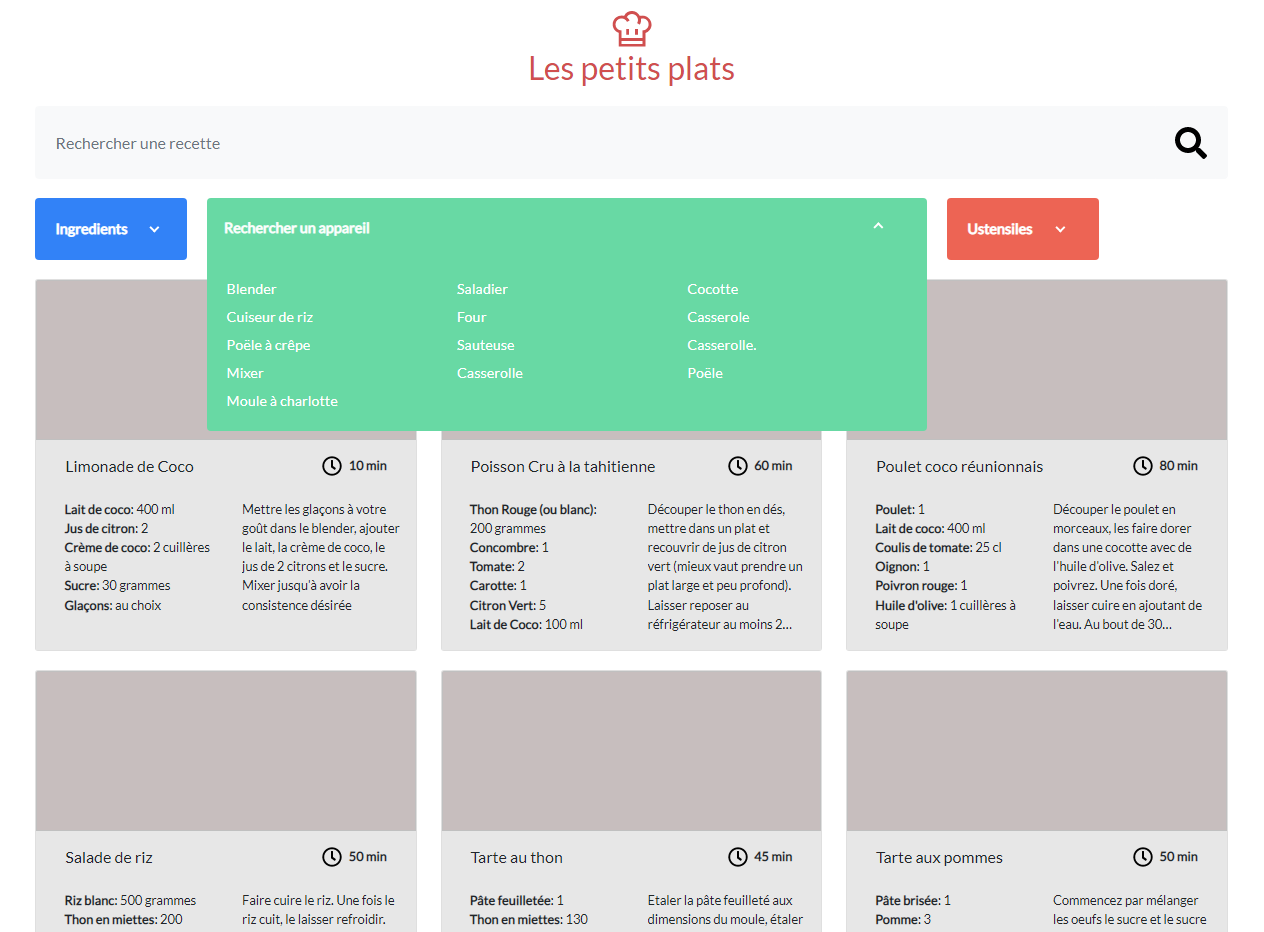 Les petits plats
Rechercher une recette
Ingredients
Rechercher un appareil
Ustensiles
Blender
Saladier
Cocotte
Cuiseur de riz
Four
Casserole
Poële à crêpe
Sauteuse
Casserolle.
Mixer
Casserolle
Poële
Moule à charlotte
Limonade de Coco
10 min
Lait de coco: 400 ml
Jus de citron: 2
Crème de coco: 2 cuillères
à soupe
Sucre: 30 grammes
Glaçons: au choix
Mettre les glaçons à votre
goût dans le blender, ajouter
le lait, la crème de coco, le
jus de 2 citrons et le sucre.
Mixer jusqu'à avoir la
consistence désirée
Poisson Cru à la tahitienne
60 min
Thon Rouge (ou blanc):
200 grammes
Concombre: 1
Tomate: 2
Carotte: 1
Citron Vert: 5
Lait de Coco: 100 ml
Découper le thon en dés,
mettre dans un plat et
recouvrir de jus de citron
vert (mieux vaut prendre un
plat large et peu profond).
Laisser reposer au
réfrigérateur au moins 2...
Poulet coco réunionnais
80 min
Poulet: 1
Lait de coco: 400 ml
Coulis de tomate: 25 cl
Oignon: 1
Poivron rouge: 1
Huile d'olive: 1 cuillères à
soupe
Découper le poulet en
morceaux, les faire dorer
dans une cocotte avec de
l'huile d'olive. Salez et
poivrez. Une fois doré,
laisser cuire en ajoutant de
l'eau. Au bout de 30...
Salade de riz
50 min
Riz blanc: 500 grammes
Thon en miettes: 200
Faire cuire le riz. Une fois le
riz cuit, le laisser refroidir.
Tarte au thon
45 min
Pâte feuilletée: 1
Thon en miettes: 130
Etaler la pâte feuilleté aux
dimensions du moule, étaler
Tarte aux pommes
50 min
Pâte brisée: 1
Pomme: 3
Commencez par mélanger
les oeufs le sucre et le sucre